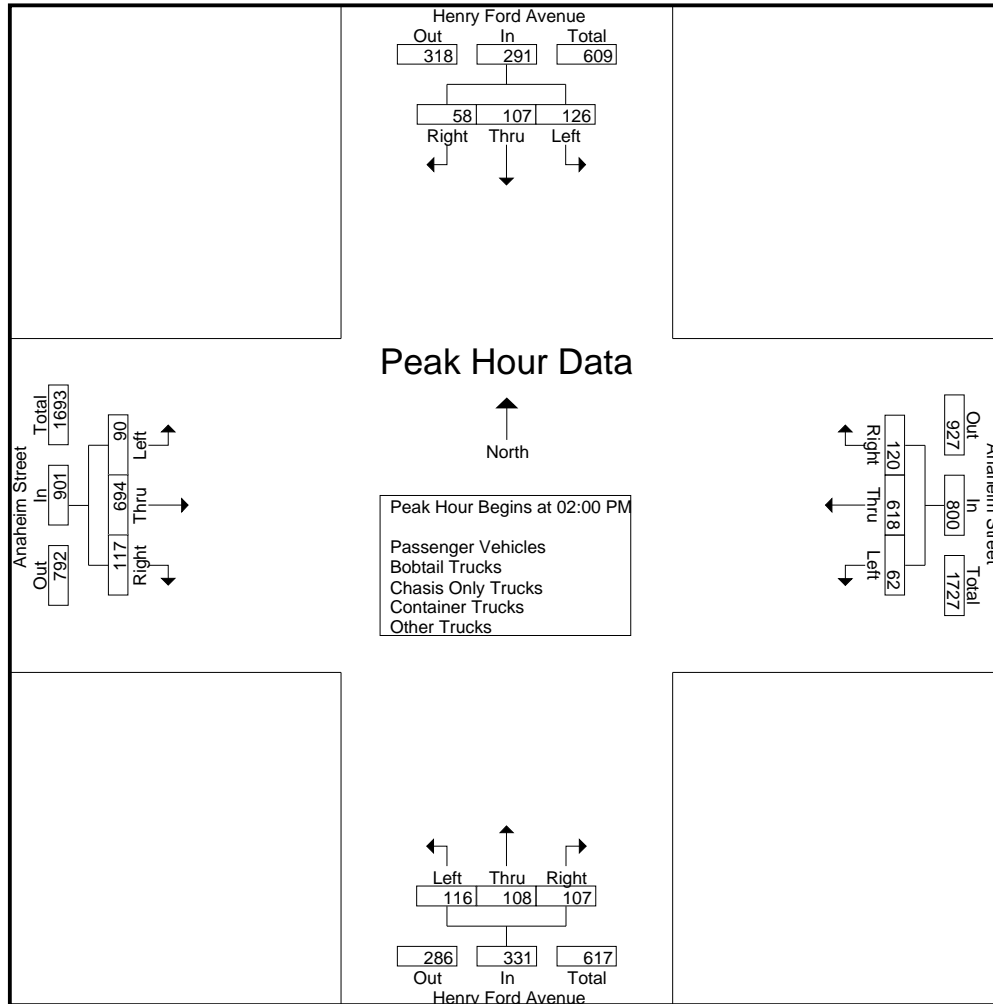 Henry Ford Avenue
Out In Total
318 291 609
58 107 126
Right Thru Left
Peak Hour Data
North
Peak Hour Begins at 02:00 PM
Passenger Vehicles
Bobtail Trucks
Chasis Only Trucks
Container Trucks
Other Trucks
Anaheim Street
Out In Total
792 901 1693
117 694 90
Right Thru Left
Anaheim Street
Out In Total
927 800 1727
120 618 62
Right Thru Left
Left Thru Right
116 108 107
286 331 617
Out In Total
Henry Ford Avenue